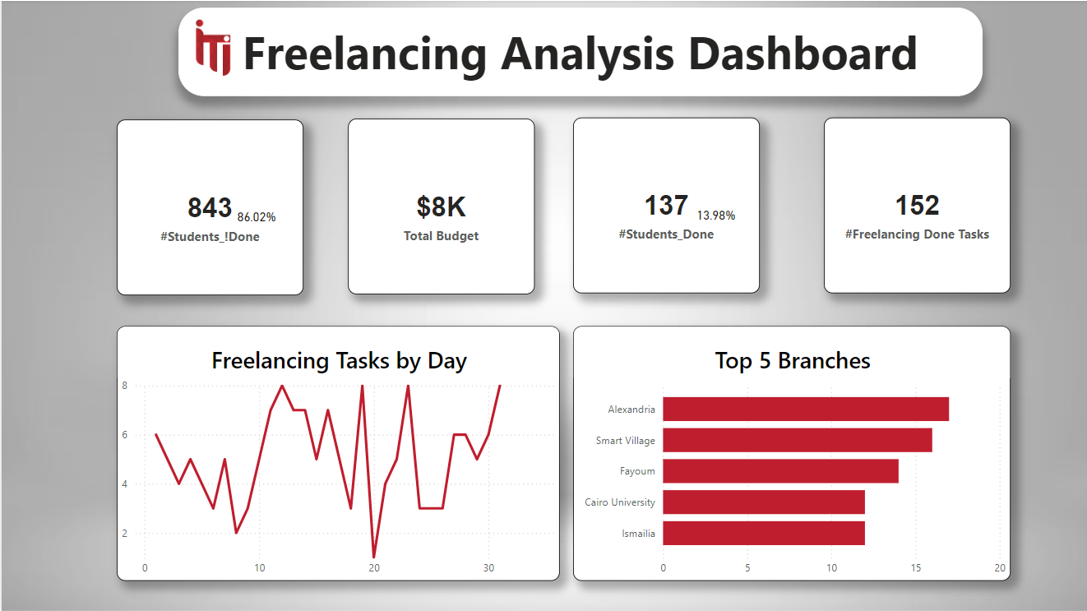 iTi Freelancing Analysis Dashboard
843 86.02%
#Students_!Done
$8K
Total Budget
137 13.98%
#Students_Done
152
#Freelancing Done Tasks
Freelancing Tasks by Day
8
6
4
2
0 10 20 30
Top 5 Branches
Alexandria
Smart Village
Fayoum
Cairo University
Ismailia
0 5 10 15 20